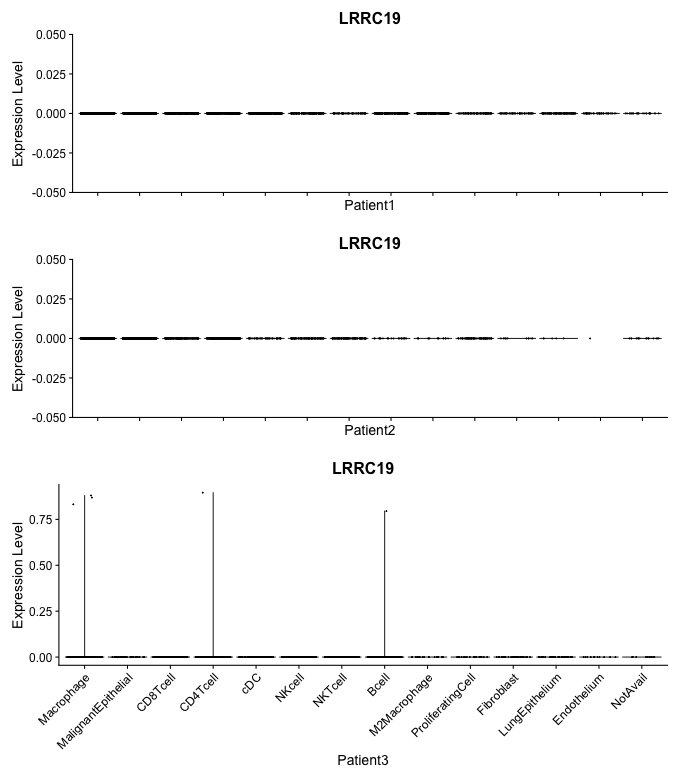 LRRC19
0.050
0.025
0.000
-0.025
-0.050
Expression Level
Patient1
LRRC19
0.050
0.025
0.000
-0.025
-0.050
Expression Level
Patient2
LRRC19
0.75
0.50
0.25
0.00
Expression Level
Macrophage
MalignantEpithelial
CD8Tcell
CD4Tcell
cDC
NKcell
NKTcell
Bcell
M2Macrophage
ProliferatingCell
Fibroblast
LungEpithelium
Endothelium
NotAvail
Patient3